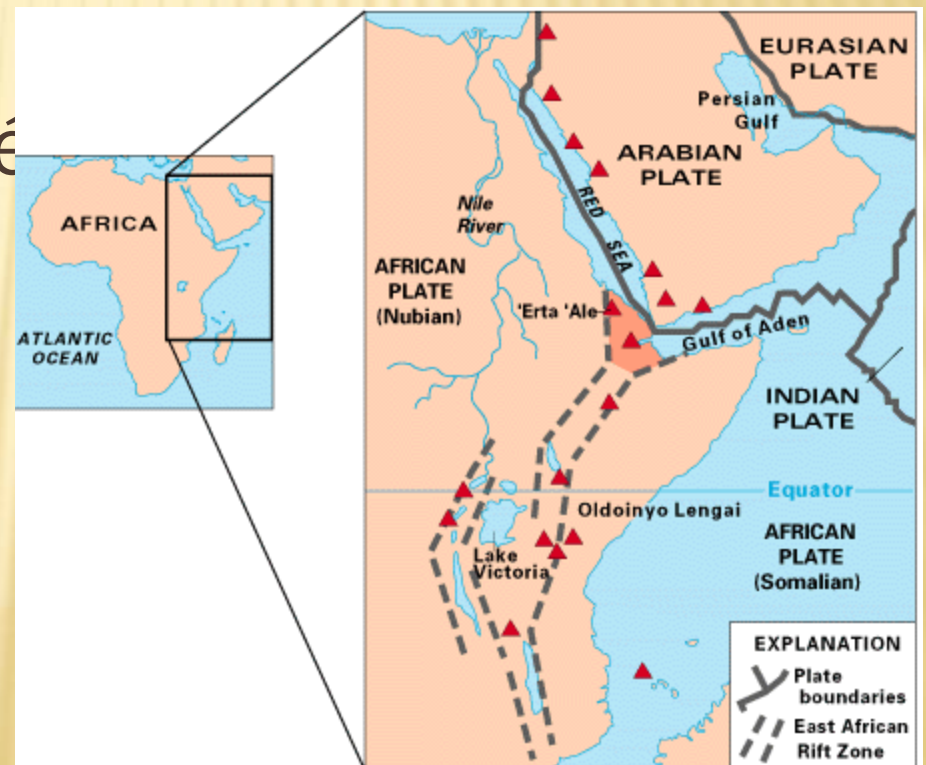 é
AFRICA
ATLANTIC
OCEAN
EURASIAN
PLATE
Persian
Gulf
ARABIAN
PLATE
Nile
River
RED
SEA
AFRICAN
PLATE
(Nubian)
'Erta 'Ale
Gulf of Aden
INDIAN
PLATE
Equator
Oldoinyo Lengai
AFRICAN
PLATE
(Somalian)
Lake
Victoria
EXPLANATION
Plate
boundaries
East African
Rift Zone